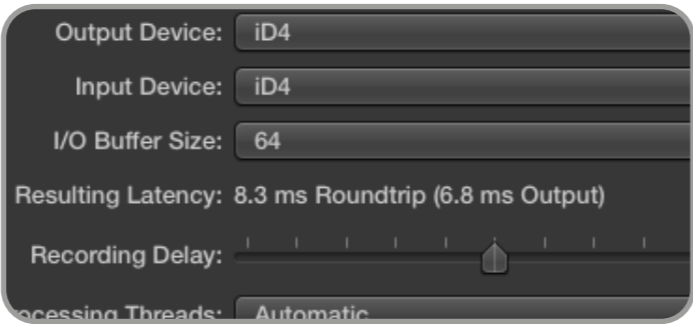 Output Device: iD4
Input Device: iD4
I/O Buffer Size: 64
Resulting Latency: 8.3 ms Roundtrip (6.8 ms Output)
Recording Delay:
Threads: Automatic